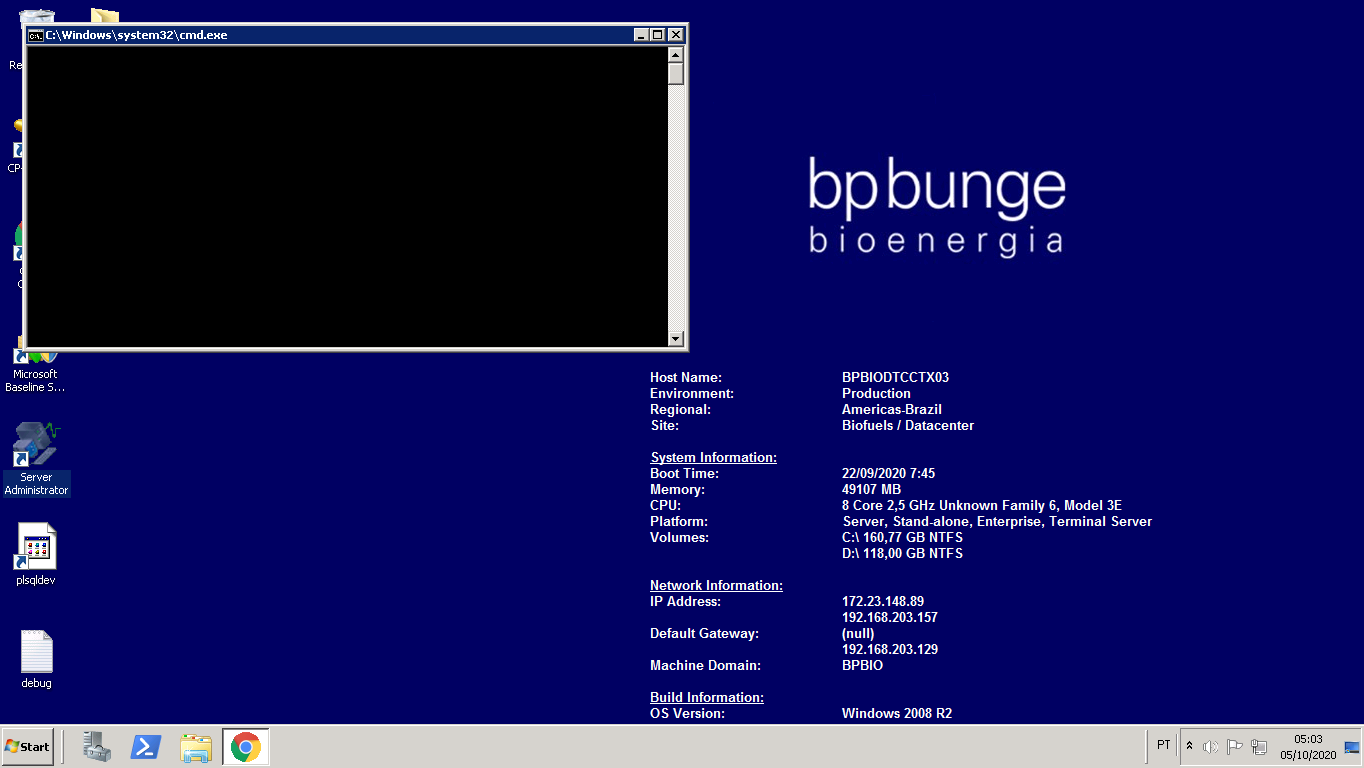 C:\Windows\system32\cmd.exe
bpbunge
bioenergia
Microsoft
Baseline S...
Server
Administrator
plsqldev
debug
Host Name: BPBIODTCCTX03
Environment: Production
Regional: Americas-Brazil
Site: Biofuels / Datacenter
System Information:
Boot Time: 22/09/2020 7:45
Memory: 49107 MB
CPU: 8 Core 2,5 GHz Unknown Family 6, Model 3E
Platform: Server, Stand-alone, Enterprise, Terminal Server
Volumes: C:\ 160,77 GB NTFS
D:\ 118,00 GB NTFS
Network Information:
IP Address: 172.23.148.89
192.168.203.157
Default Gateway: (null)
192.168.203.129
Machine Domain: BPBIO
Build Information:
OS Version: Windows 2008 R2
Start
PT
05:03
05/10/2020